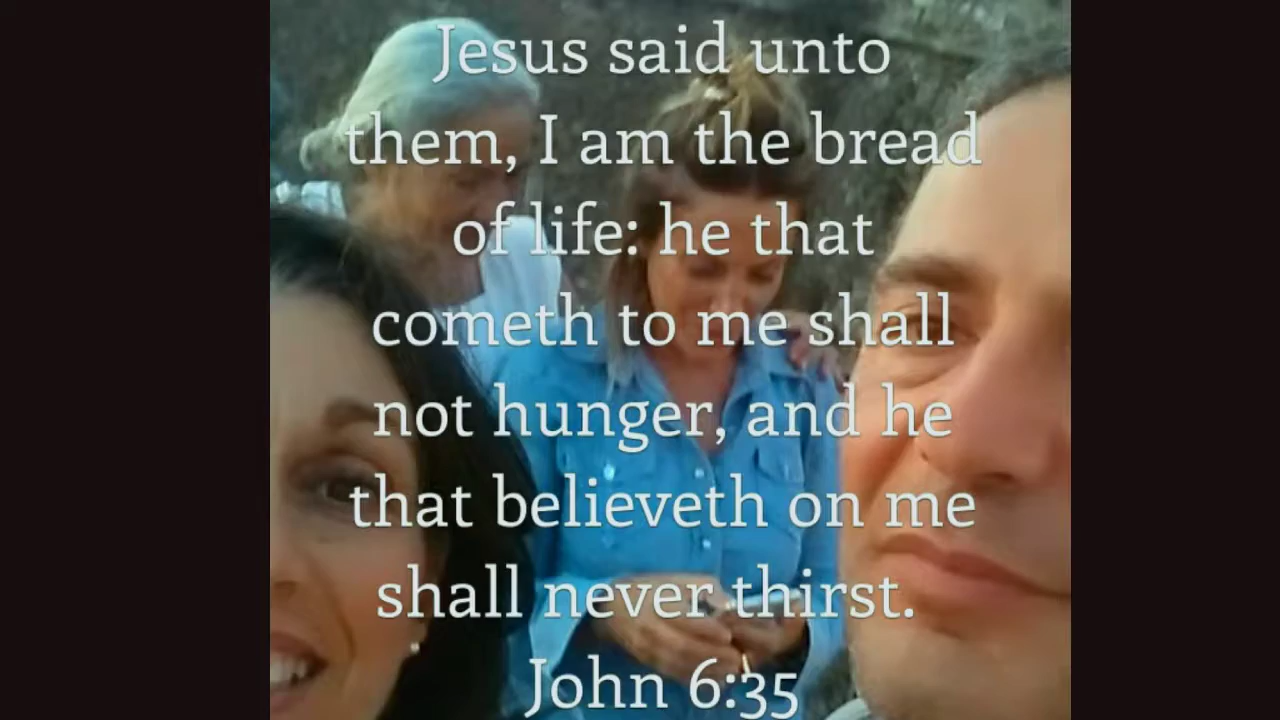 Jesus said unto
them, I am the bread
of life: he that
cometh to me shall
not hunger, and he
that believeth on me
shall never thirst.
John 6:35